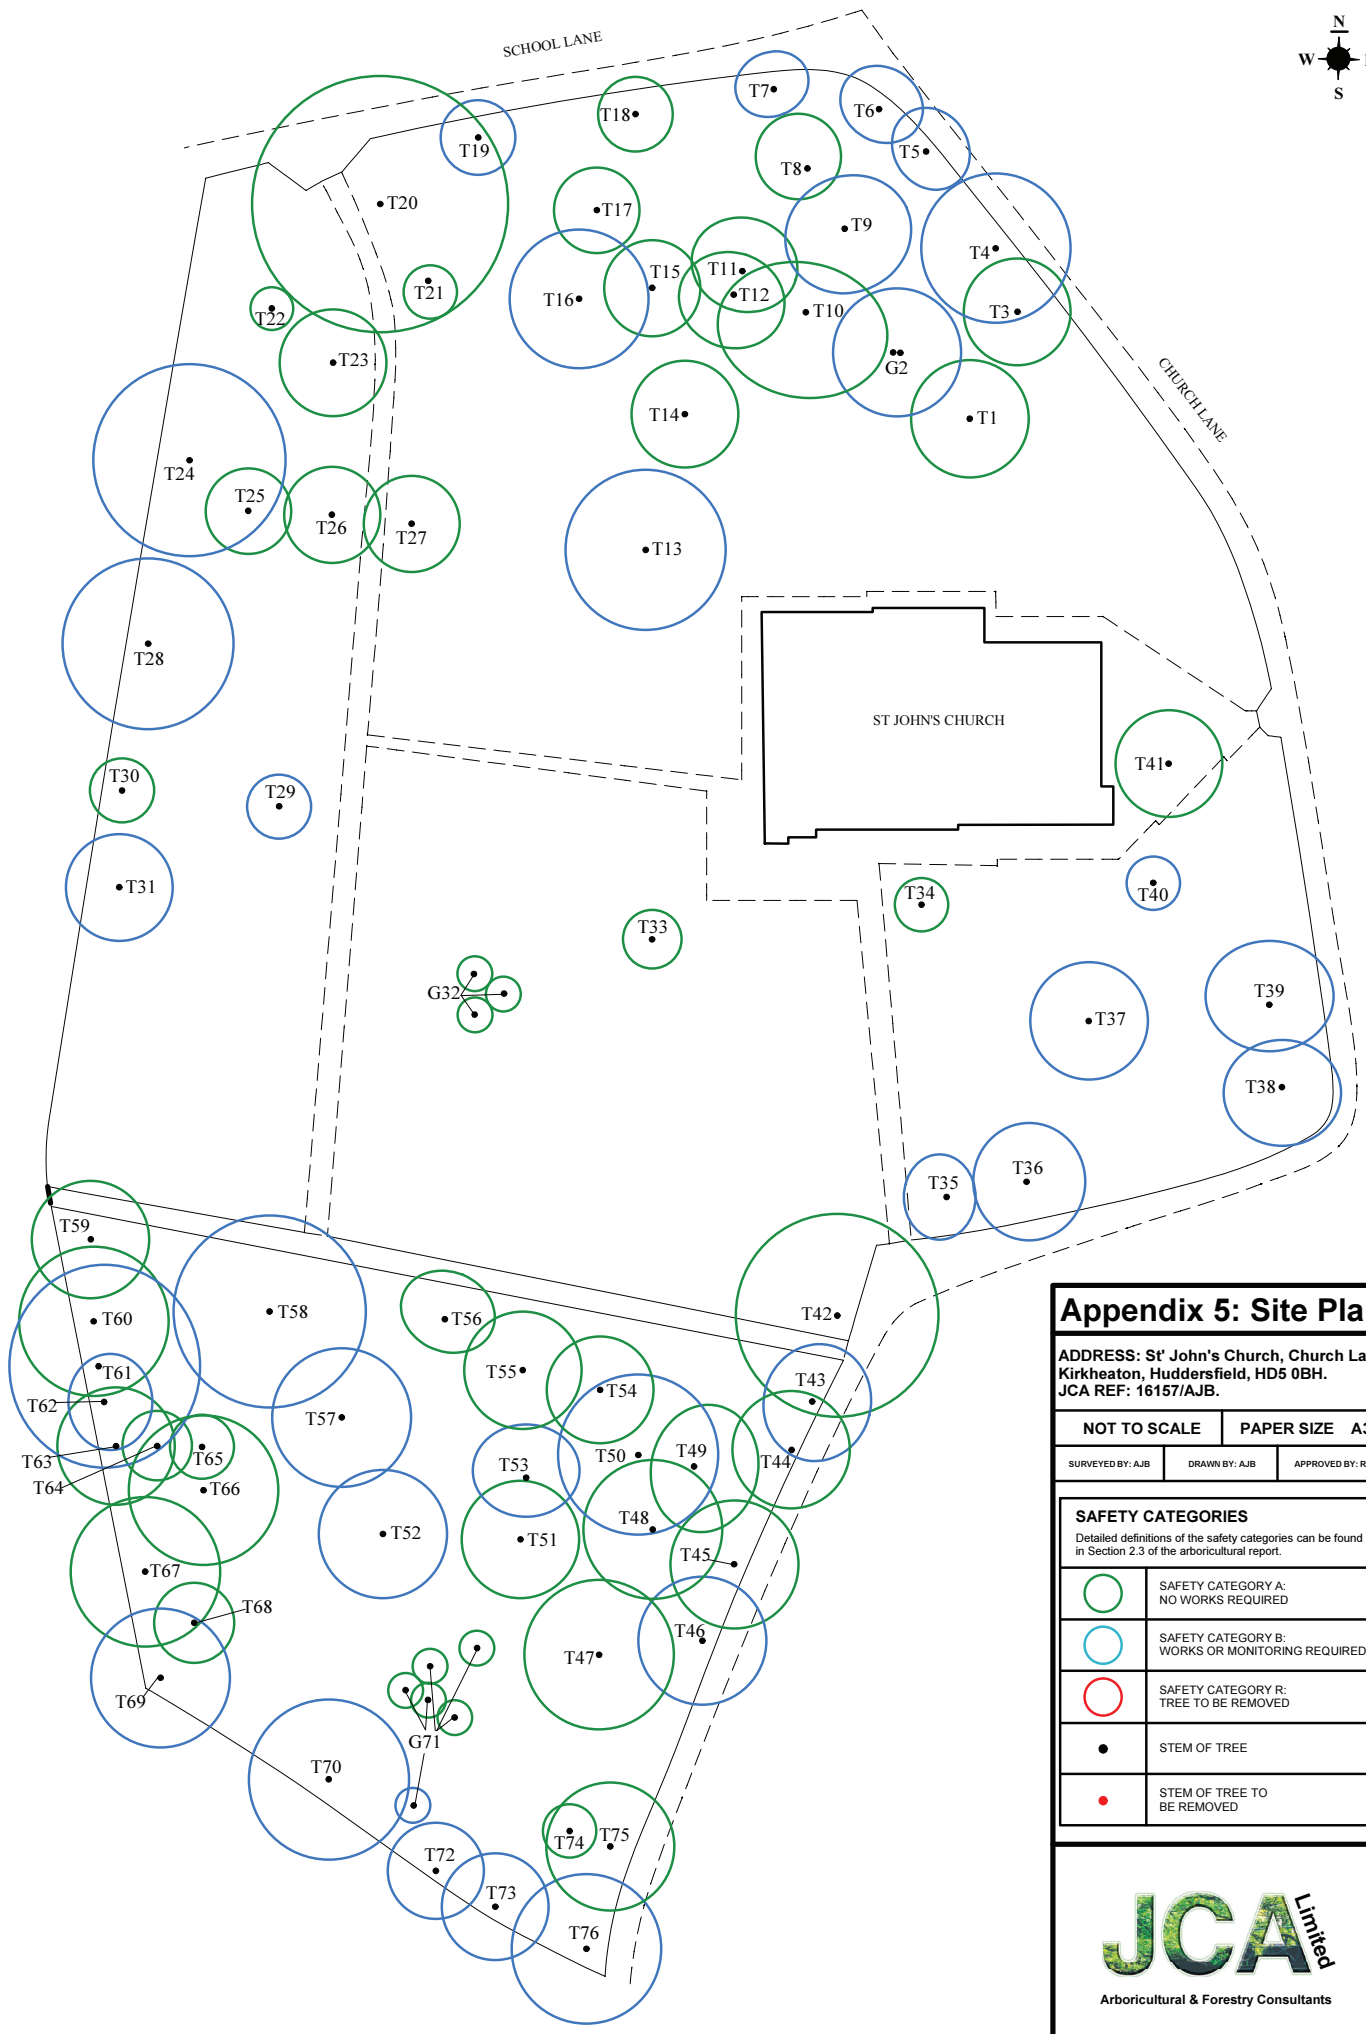 N
W
S
SCHOOL LANE
T7
T6
T18
T5
T19
T8
T20
T17
T9
T4
T11
T15
T21
T12
T16
T10
T3
T22
T23
G2
CHURCH LANE
T14
T1
T24
T25
T26
T27
T13
T28
ST JOHN'S CHURCH
T41
T30
T29
T31
T40
T34
T33
G32
T39
T37
T38
T36
T35
T59
T58
T42
T60
T56
T55
T61
T54
T43
T62
T57
T50
T49
T44
T63
T65
T53
T64
T66
T48
T52
T51
T45
T67
T68
T46
T47
T69
G71
T70
T74
T75
T72
T73
T76
Appendix 5: Site Pla
ADDRESS: St' John's Church, Church La
Kirkheaton, Huddersfield, HD5 0BH.
JCA REF: 16157/AJB.
NOT TO SCALE
PAPER SIZE A3
SURVEYED BY: AJB
DRAWN BY: AJB
APPROVED BY: R
SAFETY CATEGORIES
Detailed definitions of the safety categories can be found
in Section 2.3 of the arboricultural report.
SAFETY CATEGORY A:
NO WORKS REQUIRED
SAFETY CATEGORY B:
WORKS OR MONITORING REQUIRED
SAFETY CATEGORY R:
TREE TO BE REMOVED
STEM OF TREE
STEM OF TREE TO
BE REMOVED
JCA
Limited
Arboricultural & Forestry Consultants